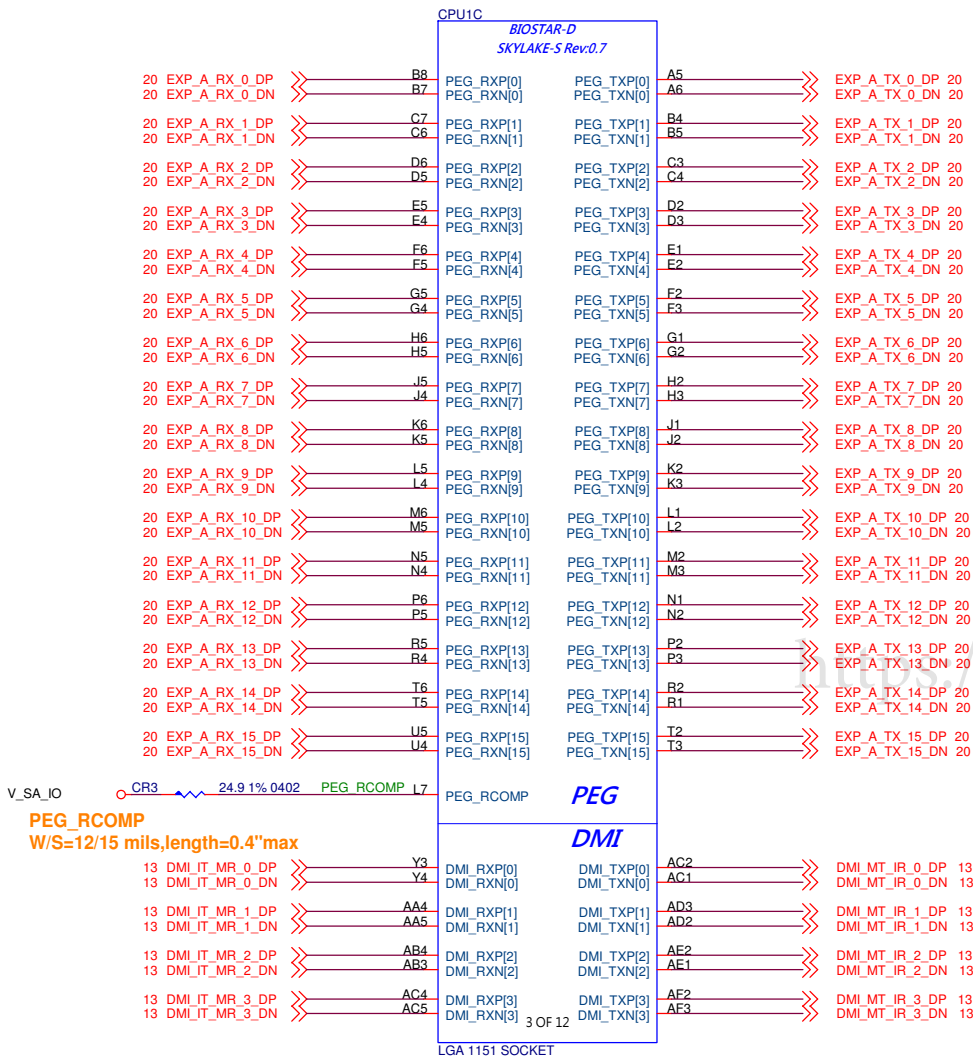 CPU1C
BIOSTAR-D
SKYLAKE-S Rev:0.7
20 EXP_A_RX_0_DP B8 PEG_RXP[0] PEG_TXP[0] A5 EXP_A_TX_0_DP 20
20 EXP_A_RX_0_DN B7 PEG_RXN[0] PEG_TXN[0] A6 EXP_A_TX_0_DN 20
20 EXP_A_RX_1_DP C7 PEG_RXP[1] PEG_TXP[1] B4 EXP_A_TX_1_DP 20
20 EXP_A_RX_1_DN C6 PEG_RXN[1] PEG_TXN[1] B5 EXP_A_TX_1_DN 20
20 EXP_A_RX_2_DP D6 PEG_RXP[2] PEG_TXP[2] C3 EXP_A_TX_2_DP 20
20 EXP_A_RX_2_DN D5 PEG_RXN[2] PEG_TXN[2] C4 EXP_A_TX_2_DN 20
20 EXP_A_RX_3_DP E5 PEG_RXP[3] PEG_TXP[3] D2 EXP_A_TX_3_DP 20
20 EXP_A_RX_3_DN E4 PEG_RXN[3] PEG_TXN[3] D3 EXP_A_TX_3_DN 20
20 EXP_A_RX_4_DP F6 PEG_RXP[4] PEG_TXP[4] E1 EXP_A_TX_4_DP 20
20 EXP_A_RX_4_DN F5 PEG_RXN[4] PEG_TXN[4] E2 EXP_A_TX_4_DN 20
20 EXP_A_RX_5_DP G5 PEG_RXP[5] PEG_TXP[5] F2 EXP_A_TX_5_DP 20
20 EXP_A_RX_5_DN G4 PEG_RXN[5] PEG_TXN[5] F3 EXP_A_TX_5_DN 20
20 EXP_A_RX_6_DP H6 PEG_RXP[6] PEG_TXP[6] G1 EXP_A_TX_6_DP 20
20 EXP_A_RX_6_DN H5 PEG_RXN[6] PEG_TXN[6] G2 EXP_A_TX_6_DN 20
20 EXP_A_RX_7_DP J5 PEG_RXP[7] PEG_TXP[7] H2 EXP_A_TX_7_DP 20
20 EXP_A_RX_7_DN J4 PEG_RXN[7] PEG_TXN[7] H3 EXP_A_TX_7_DN 20
20 EXP_A_RX_8_DP K6 PEG_RXP[8] PEG_TXP[8] J1 EXP_A_TX_8_DP 20
20 EXP_A_RX_8_DN K5 PEG_RXN[8] PEG_TXN[8] J2 EXP_A_TX_8_DN 20
20 EXP_A_RX_9_DP L5 PEG_RXP[9] PEG_TXP[9] K2 EXP_A_TX_9_DP 20
20 EXP_A_RX_9_DN L4 PEG_RXN[9] PEG_TXN[9] K3 EXP_A_TX_9_DN 20
20 EXP_A_RX_10_DP M6 PEG_RXP[10] PEG_TXP[10] L1 EXP_A_TX_10_DP 20
20 EXP_A_RX_10_DN M5 PEG_RXN[10] PEG_TXN[10] L2 EXP_A_TX_10_DN 20
20 EXP_A_RX_11_DP N5 PEG_RXP[11] PEG_TXP[11] M2 EXP_A_TX_11_DP 20
20 EXP_A_RX_11_DN N4 PEG_RXN[11] PEG_TXN[11] M3 EXP_A_TX_11_DN 20
20 EXP_A_RX_12_DP P6 PEG_RXP[12] PEG_TXP[12] N1 EXP_A_TX_12_DP 20
20 EXP_A_RX_12_DN P5 PEG_RXN[12] PEG_TXN[12] N2 EXP_A_TX_12_DN 20
20 EXP_A_RX_13_DP R5 PEG_RXP[13] PEG_TXP[13] P2 EXP_A_TX_13_DP 20
20 EXP_A_RX_13_DN R4 PEG_RXN[13] PEG_TXN[13] P3 EXP_A_TX_13_DN 20
https:/
20 EXP_A_RX_14_DP T6 PEG_RXP[14] PEG_TXP[14] R2 EXP_A_TX_14_DP 20
20 EXP_A_RX_14_DN T5 PEG_RXN[14] PEG_TXN[14] R1 EXP_A_TX_14_DN 20
20 EXP_A_RX_15_DP U5 PEG_RXP[15] PEG_TXP[15] T2 EXP_A_TX_15_DP 20
20 EXP_A_RX_15_DN U4 PEG_RXN[15] PEG_TXN[15] T3 EXP_A_TX_15_DN 20
V_SA_IO CR3 24.9 1% 0402 PEG_RCOMP L7 PEG_RCOMP PEG
PEG_RCOMP
W/S=12/15 mils,length=0.4"max
DMI
13 DMI_IT_MR_0_DP Y3 DMI_RXP[0] DMI_TXP[0] AC2 DMI_MT_IR_0_DP 13
13 DMI_IT_MR_0_DN Y4 DMI_RXN[0] DMI_TXN[0] AC1 DMI_MT_IR_0_DN 13
13 DMI_IT_MR_1_DP AA4 DMI_RXP[1] DMI_TXP[1] AD3 DMI_MT_IR_1_DP 13
13 DMI_IT_MR_1_DN AA5 DMI_RXN[1] DMI_TXN[1] AD2 DMI_MT_IR_1_DN 13
13 DMI_IT_MR_2_DP AB4 DMI_RXP[2] DMI_TXP[2] AE2 DMI_MT_IR_2_DP 13
13 DMI_IT_MR_2_DN AB3 DMI_RXN[2] DMI_TXN[2] AE1 DMI_MT_IR_2_DN 13
13 DMI_IT_MR_3_DP AC4 DMI_RXP[3] DMI_TXP[3] AF2 DMI_MT_IR_3_DP 13
13 DMI_IT_MR_3_DN AC5 DMI_RXN[3] DMI_TXN[3] AF3 DMI_MT_IR_3_DN 13
3 OF 12
LGA 1151 SOCKET